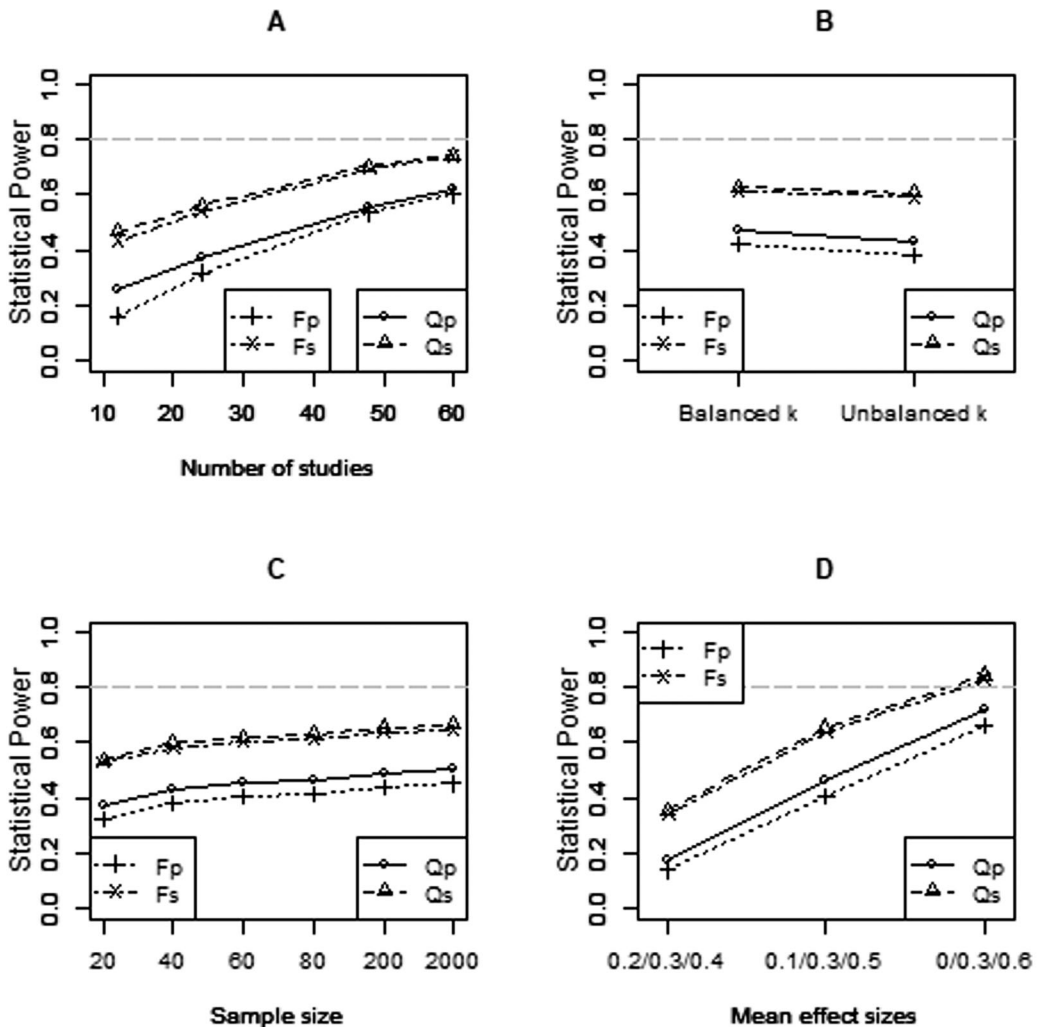 A
Statistical Power
1.0
0.8
0.6
0.4
0.2
0.0
Fp
Fs
Qp
Qs
10 20 30 40 50 60
Number of studies
B
Statistical Power
1.0
0.8
0.6
0.4
0.2
0.0
Fp
Fs
Qp
Qs
Balanced k Unbalanced k
C
Statistical Power
1.0
0.8
0.6
0.4
0.2
0.0
Fp
Fs
Qp
Qs
20 40 60 80 200 2000
Sample size
D
Statistical Power
1.0
0.8
0.6
0.4
0.2
0.0
Fp
Fs
Qp
Qs
0.2/0.3/0.4 0.1/0.3/0.5 0/0.3/0.6
Mean effect sizes